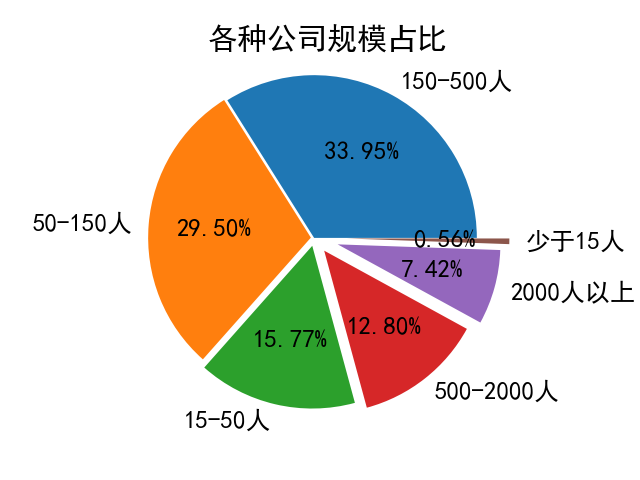 各种公司规模占比
150-500人
33.95%
50-150人
29.50%
0.56%
少于15人
7.42%
2000人以上
12.80%
15.77%
500-2000人
15-50人